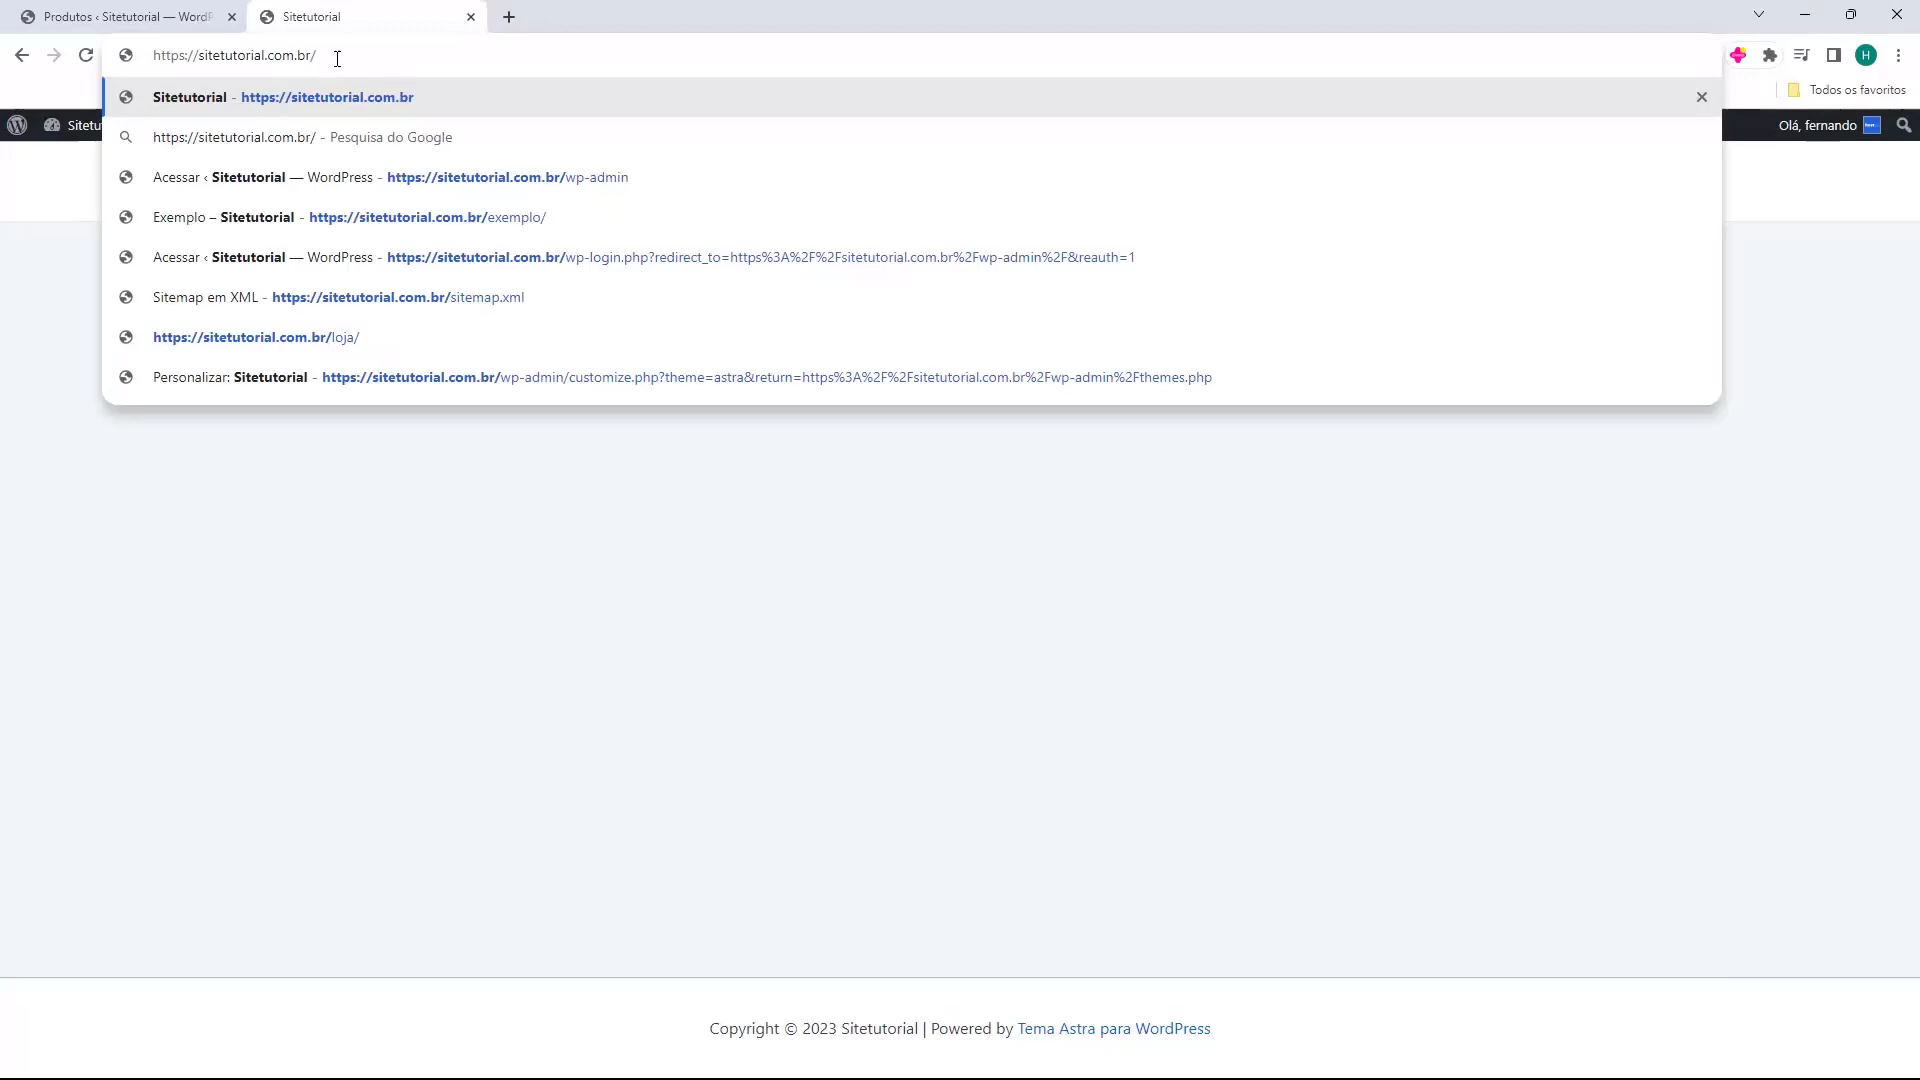 Produtos ‹ Sitetutorial — WordP
Sitetutorial
https://sitetutorial.com.br/
Sitetutorial - https://sitetutorial.com.br
Todos os favoritos
Sitetu
Olá, fernando
https://sitetutorial.com.br/ - Pesquisa do Google
Acessar ‹ Sitetutorial — WordPress - https://sitetutorial.com.br/wp-admin
Exemplo – Sitetutorial - https://sitetutorial.com.br/exemplo/
Acessar ‹ Sitetutorial — WordPress - https://sitetutorial.com.br/wp-login.php?redirect_to=https%3A%2F%2Fsitetutorial.com.br%2Fwp-admin%2F&reauth=1
Sitemap em XML - https://sitetutorial.com.br/sitemap.xml
https://sitetutorial.com.br/loja/
Personalizar: Sitetutorial - https://sitetutorial.com.br/wp-admin/customize.php?theme=astra&return=https%3A%2F%2Fsitetutorial.com.br%2Fwp-admin%2Fthemes.php
Copyright © 2023 Sitetutorial | Powered by Tema Astra para WordPress
H